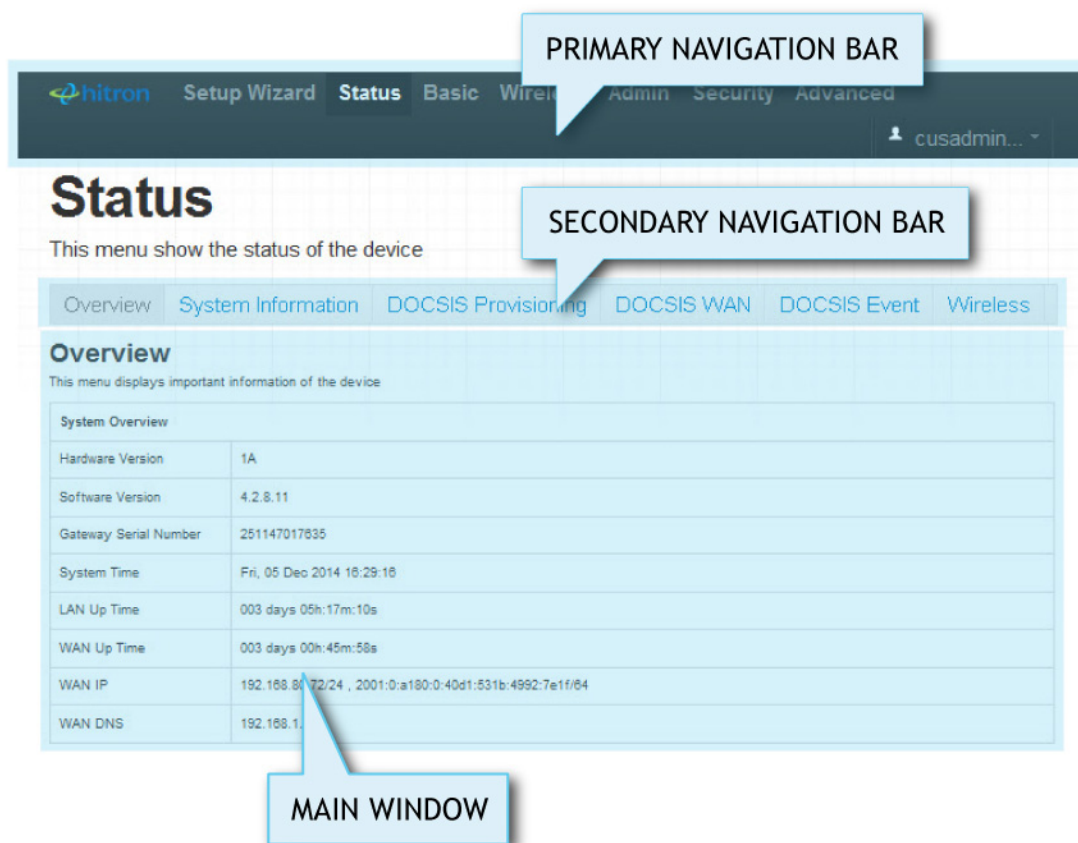 PRIMARY NAVIGATION BAR
hitron Setup Wizard Status Basic Admin Security Advanced
cusadmin...
Status
SECONDARY NAVIGATION BAR
This menu show the status of the device
Overview System Information DOCSIS Provisioning DOCSIS WAN DOCSIS Event Wireless
Overview
This menu displays important information of the device
System Overview
Hardware Version 1A
Software Version 4.2.8.11
Gateway Serial Number 251147017635
System Time Fri, 05 Dec 2014 16:29:16
LAN Up Time 003 days 05h:17m:10s
WAN Up Time 003 days 00h:45m:58s
WAN IP , 2001:0:a180:0:40d1:531b:4992:7e1f/64
WAN DNS 192.168.1.
MAIN WINDOW